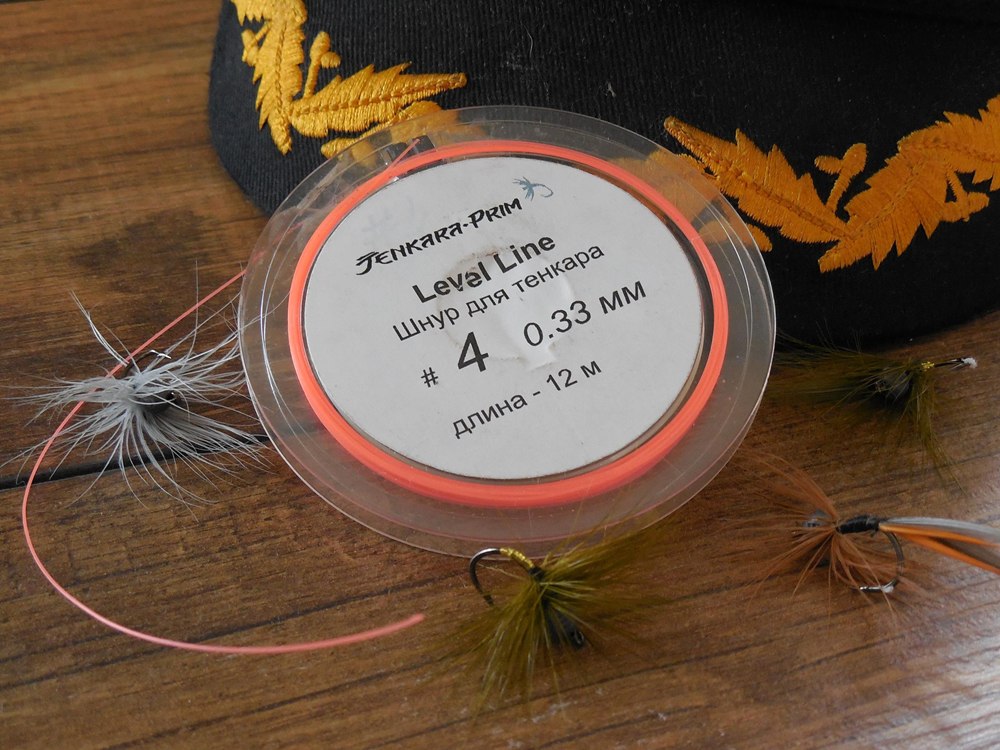 Tenkara-Prim
Level Line
Шнур для тенкара
# 4 0.33 мм
длина - 12 м